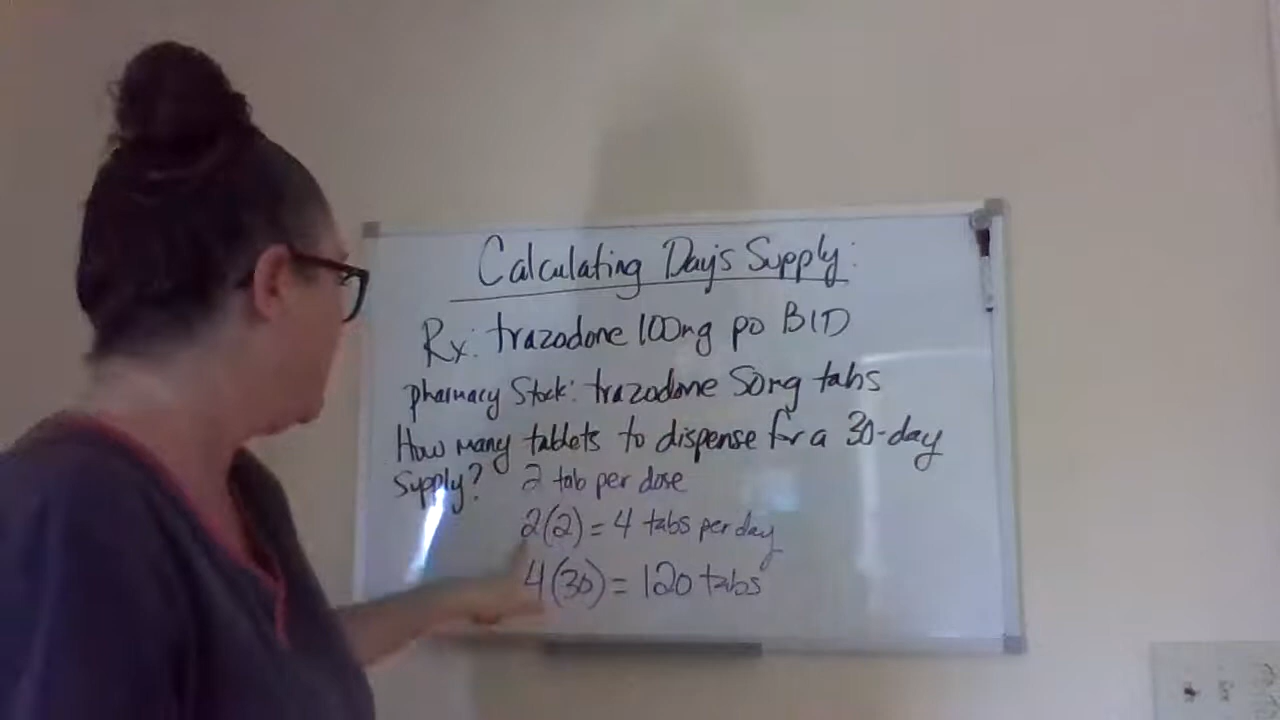 Calculating Day's Supply:
Rx: trazodone 100mg po BID
pharmacy Stock: trazodone 50mg tabs
How many tablets to dispense for a 30-day
Supply? 2 tab per dose
2(2) = 4 tabs per day
4(30) = 120 tabs